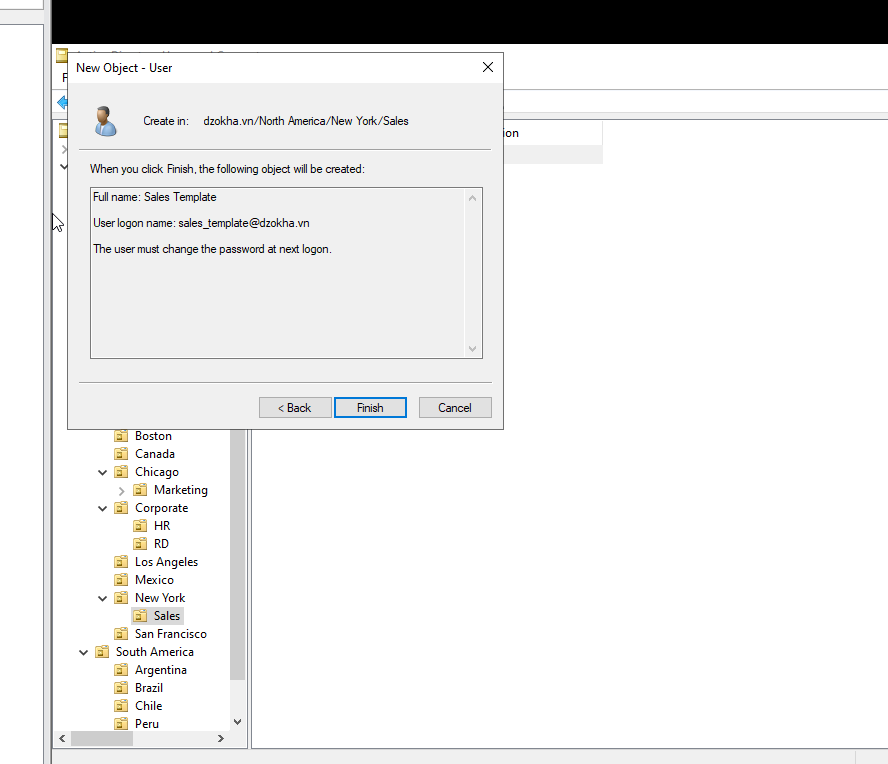 New Object - User
Create in: dzokha.vn/North America/New York/Sales
When you click Finish, the following object will be created:
Full name: Sales Template
User logon name: sales_template@dzokha.vn
The user must change the password at next logon.
< Back
Finish
Cancel
Boston
Canada
Chicago
Marketing
Corporate
HR
RD
Los Angeles
Mexico
New York
Sales
San Francisco
South America
Argentina
Brazil
Chile
Peru